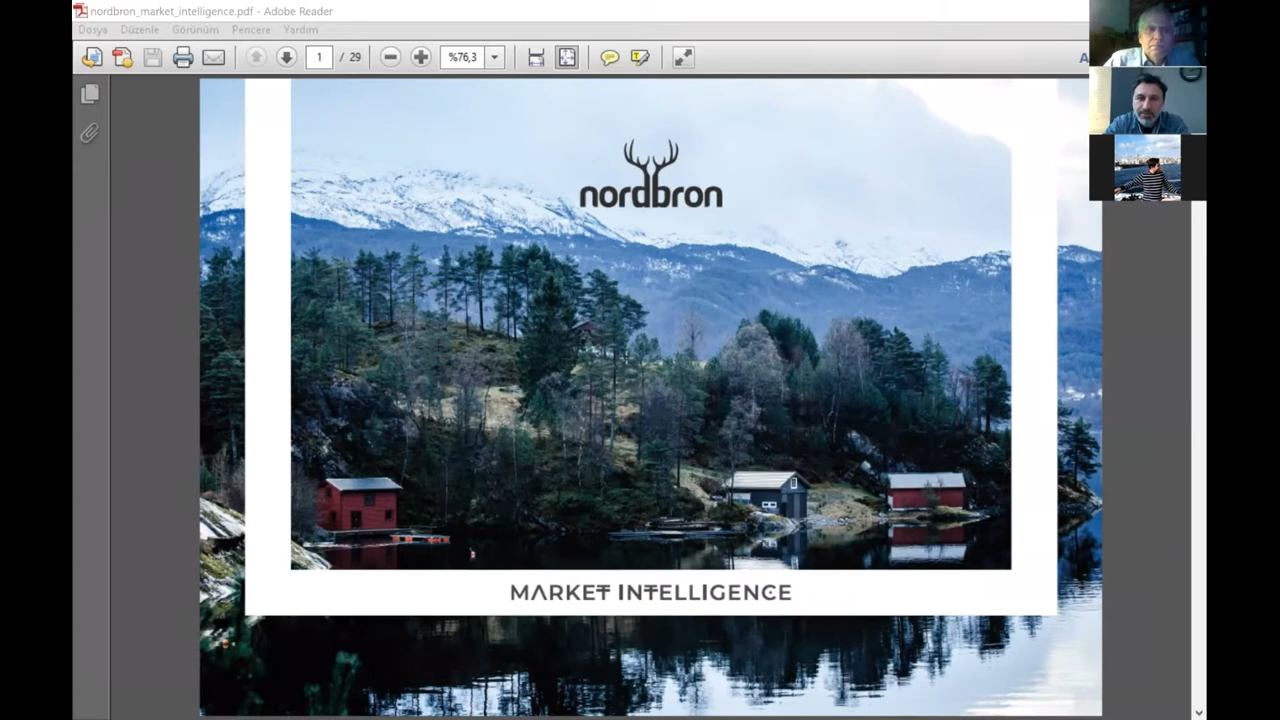 nordbron_market_intelligence.pdf - Adobe Reader
Dosya Düzenle Görünüm Pencere Yardım
1 / 29 %76,3 A
nordbron
MARKET INTELLIGENCE